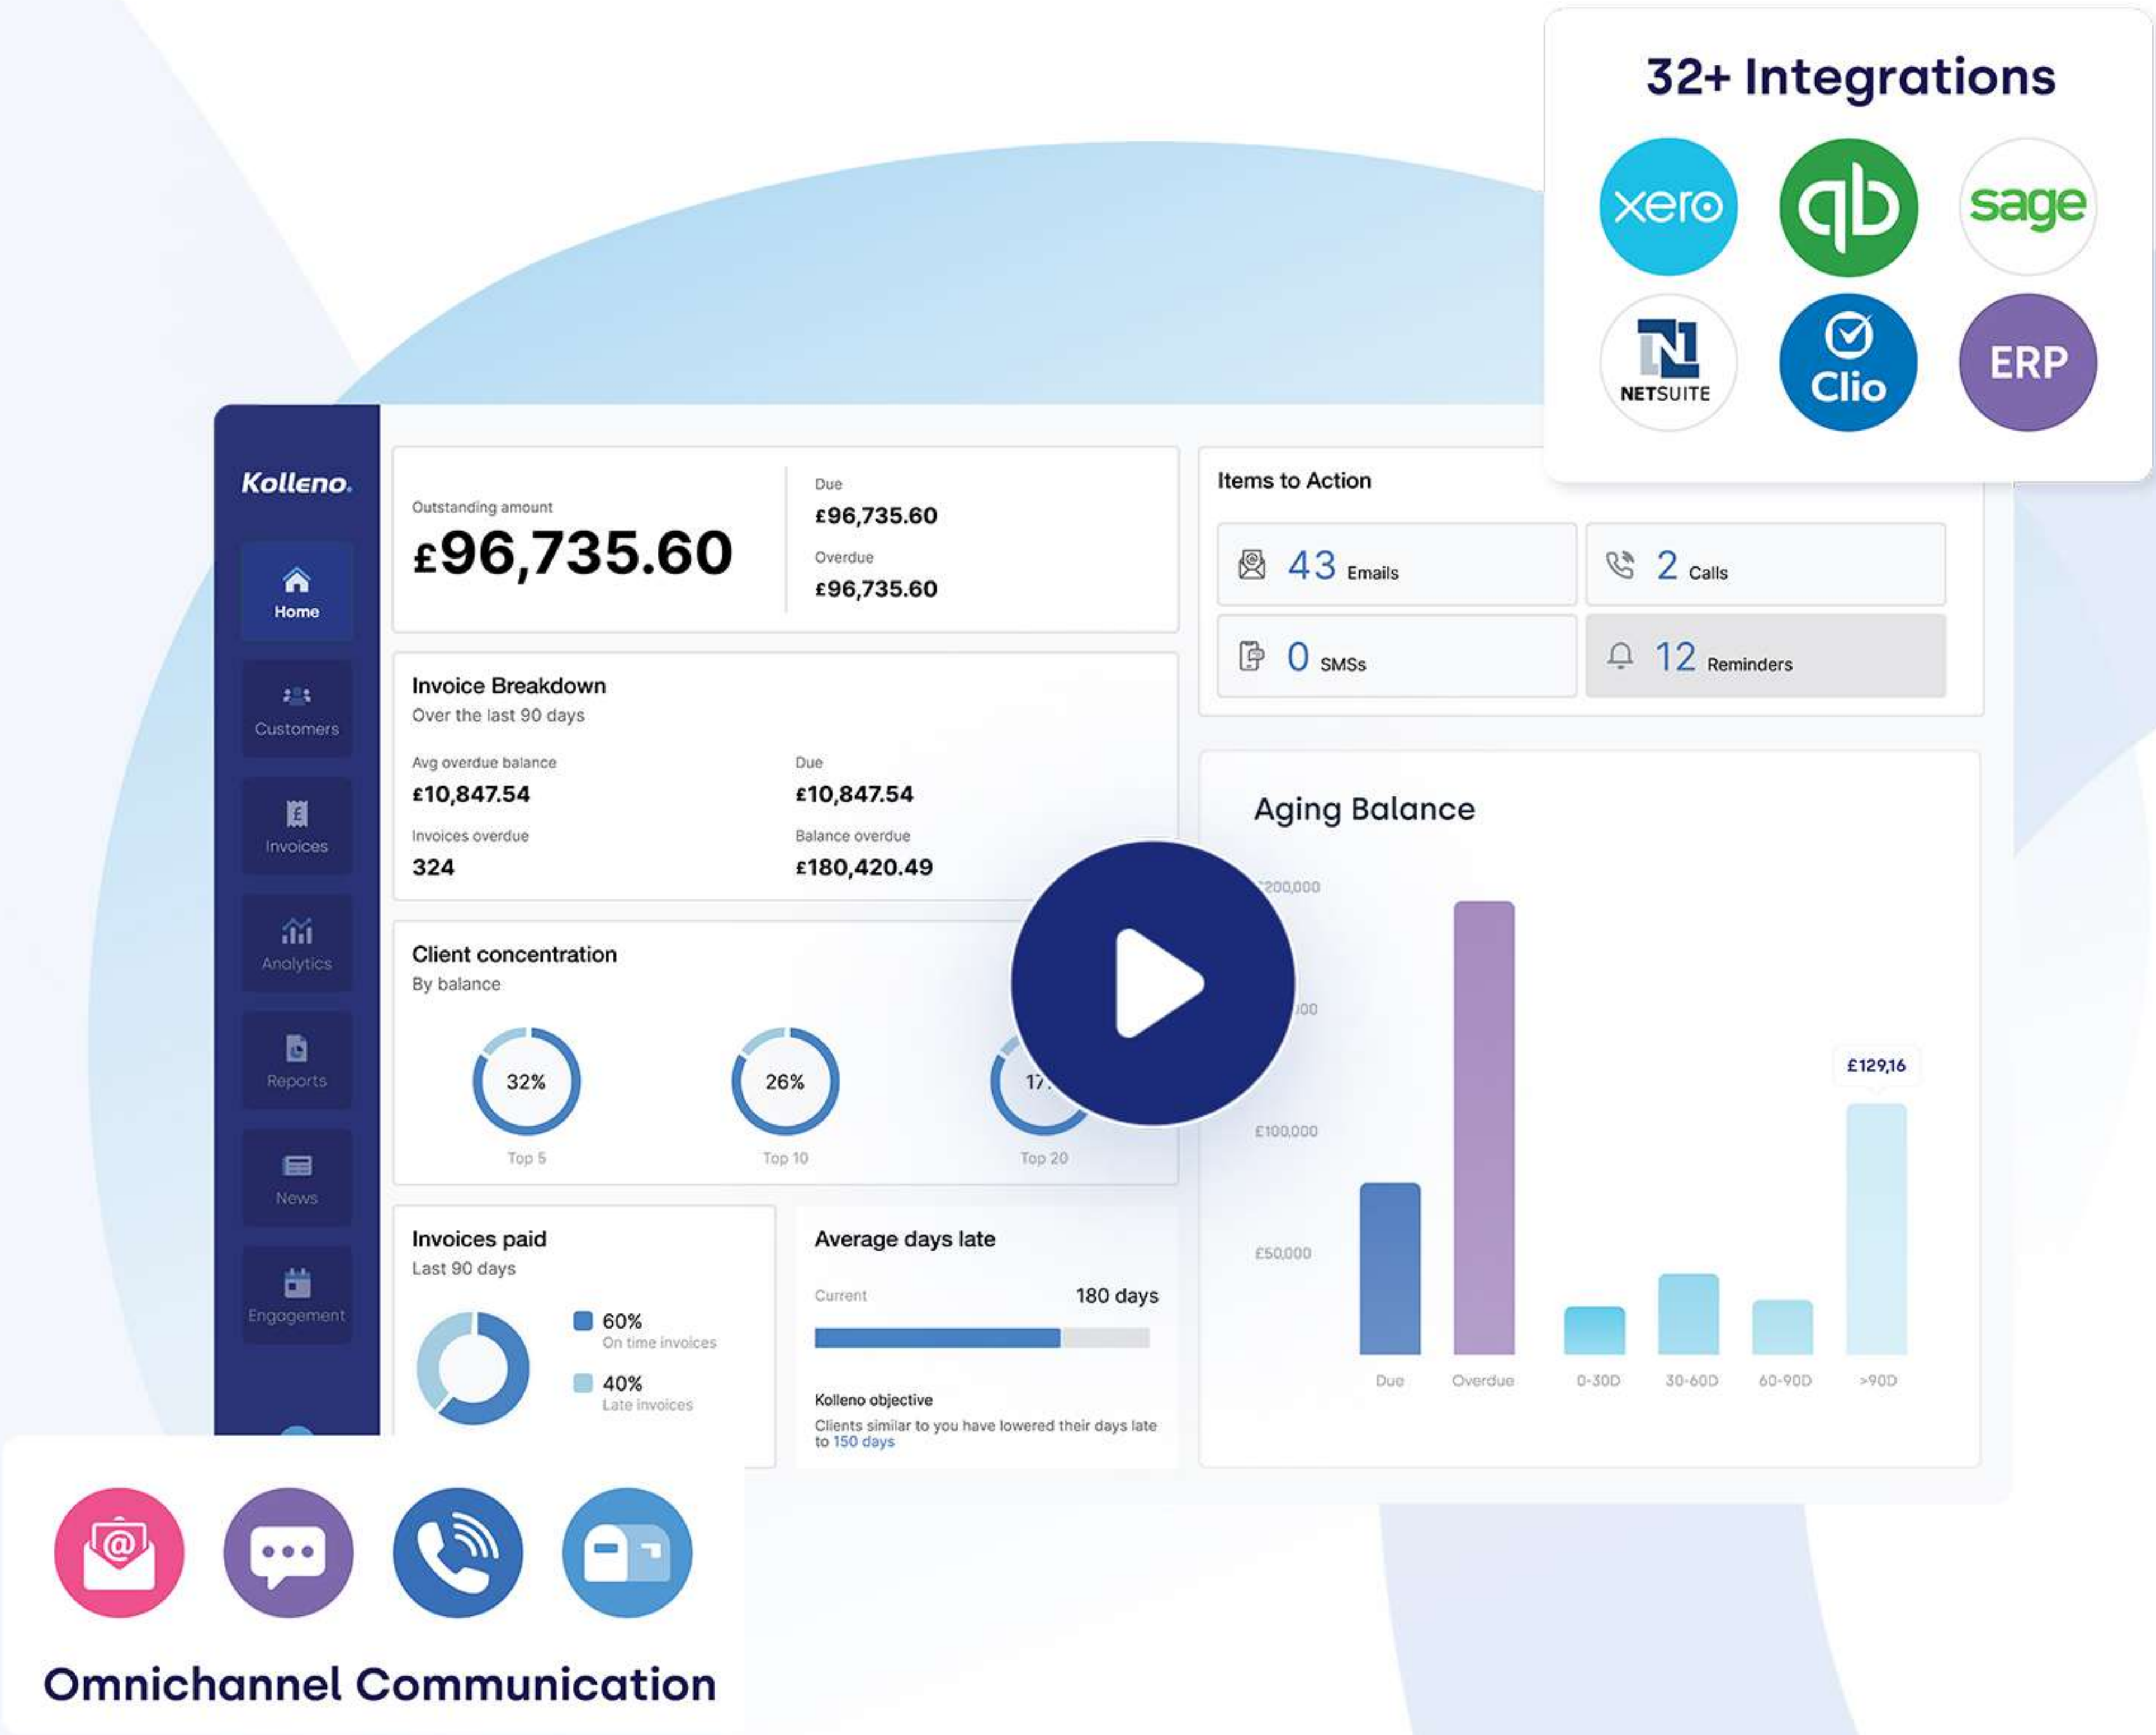 32+ Integrations
xero
qb
sage
NETSUITE
Clio
ERP
Kolleno.
Home
Customers
Invoices
Analytics
Reports
News
Engagement
Outstanding amount
£96,735.60
Due
£96,735.60
Overdue
£96,735.60
Invoice Breakdown
Over the last 90 days
Avg overdue balance
£10,847.54
Due
£10,847.54
Invoices overdue
324
Balance overdue
£180,420.49
Client concentration
By balance
32%
Top 5
26%
Top 10
Top 20
Invoices paid
Last 90 days
60%
On time invoices
40%
Late invoices
Average days late
Current
180 days
Kolleno objective
Clients similar to you have lowered their days late
to 150 days
Items to Action
43 Emails
2 Calls
0 SMSs
12 Reminders
Aging Balance
£100,000
£50,000
£129,16
Due
Overdue
0-30D
30-60D
60-90D
>90D
Omnichannel Communication